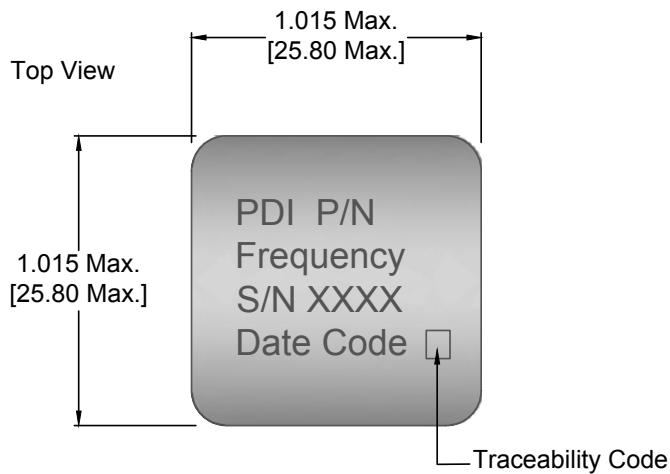 1.015 Max.
[25.80 Max.]
Top View
1.015 Max.
[25.80 Max.]
PDI P/N
Frequency
S/N XXXX
Date Code
Traceability Code